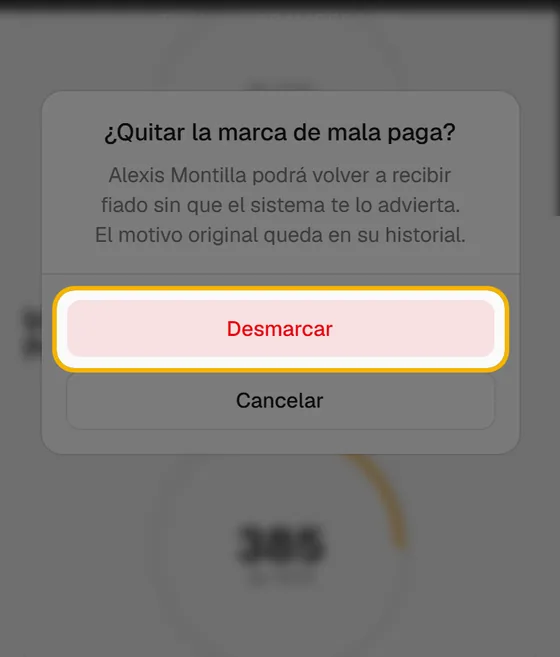 ¿Quitar la marca de mala paga?
Alexis Montilla podrá volver a recibir
fiado sin que el sistema te lo advierta.
El motivo original queda en su historial.
Desmarcar
Cancelar
385